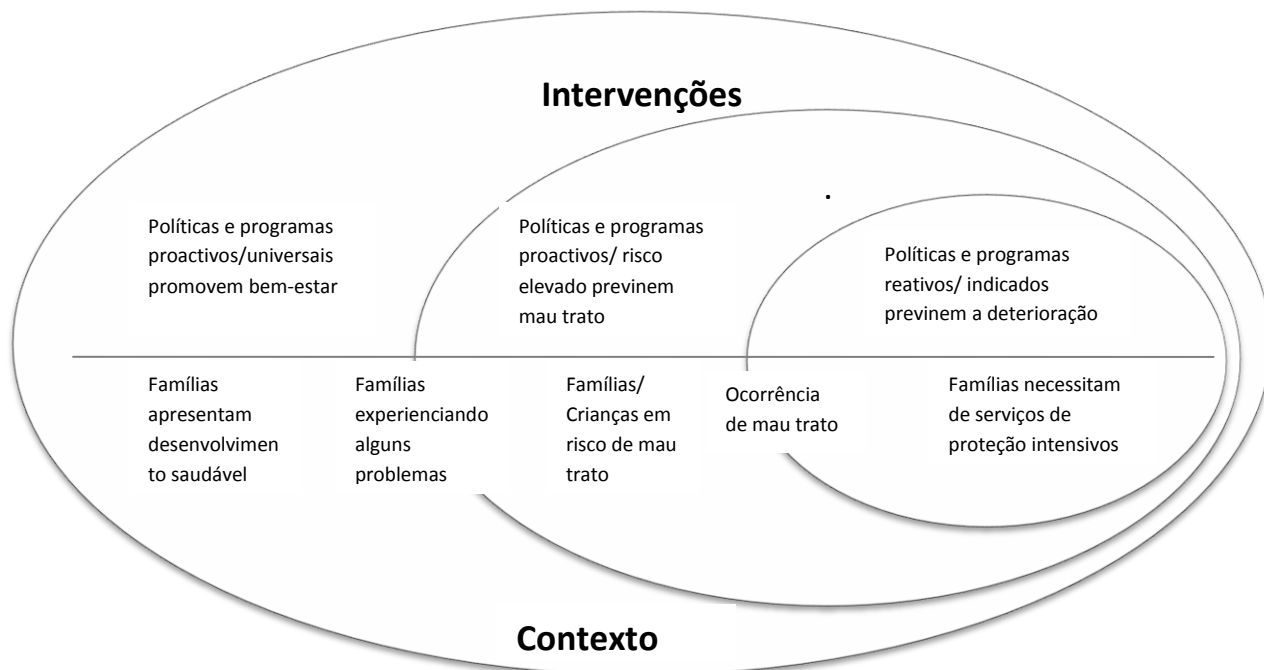 Intervenções
Políticas e programas
proactivos/universais
promovem bem-estar
Políticas e programas
proactivos/ risco
elevado previnem
mau trato
Políticas e programas
reativos/ indicados
previnem a deterioração
Famílias
apresentam
desenvolvimen
to saudável
Famílias
experienciando
alguns
problemas
Famílias/
Crianças em
risco de mau
trato
Ocorrência
de mau trato
Famílias necessitam
de serviços de
proteção intensivos
Contexto